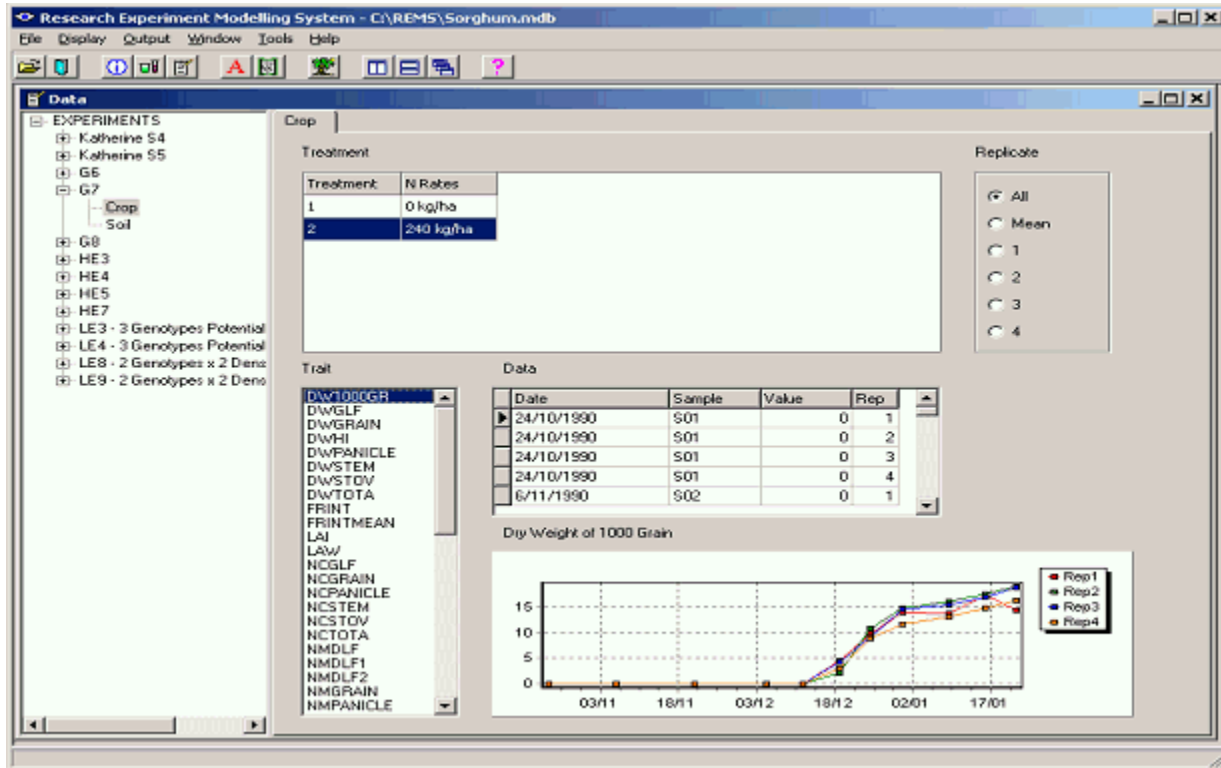 Research Experiment Modelling System - C:\REMS\Sorghum.mdb
File Display Output Window Tools Help
Data
EXPERIMENTS
Katherine S4
Katherine S5
G6
G7
Crop
Soil
G8
HE3
HE4
HE5
HE7
LE3 - 3 Genotypes Potential
LE4 - 3 Genotypes Potential
LE8 - 2 Genotypes x 2 Dens
LE9 - 2 Genotypes x 2 Dens
Crop
Treatment
Treatment N Rates
1 0 kg/ha
2 240 kg/ha
Replicate
All
Mean
1
2
3
4
Trait
DW1000GR
DWGLF
DWGRAIN
DWHI
DWPANICLE
DWSTEM
DWSTOV
DWTOTA
FRINT
FRINTMEAN
LAI
LAW
NCGLF
NCGRAIN
NCPANICLE
NCSTEM
NCSTOV
NCTOTA
NMDLF
NMDLF1
NMDLF2
NMGRAIN
NMPANICLE
Data
Date Sample Value Rep
24/10/1990 S01 0 1
24/10/1990 S01 0 2
24/10/1990 S01 0 3
24/10/1990 S01 0 4
6/11/1990 S02 0 1
Dry Weight of 1000 Grain
15
10
5
0
03/11 18/11 03/12 18/12 02/01 17/01
Rep1
Rep2
Rep3
Rep4